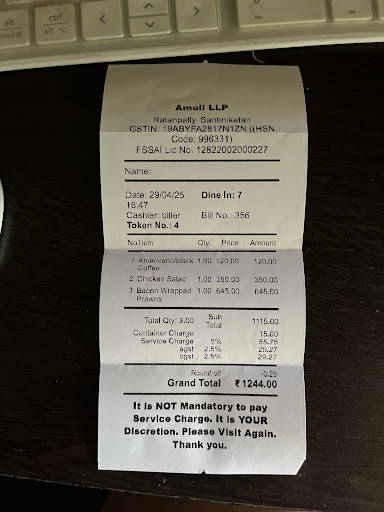 alt
⌘ cmd
ctrl
alt
Amoli LLP
Ratanpally, Santiniketan
GSTIN: 19ABYFA2817N1ZN ((HSN
Code: 996331)
FSSAI Lic No. 12822002000227
Name:
Date: 29/04/25 Dine In: 7
16:47
Cashier: biller Bill No.: 356
Token No.: 4
No.Item Qty. Price Amount
1 Americano/black 1.00 120.00 120.00
Coffee
2 Chicken Salad 1.00 350.00 350.00
3 Bacon Wrapped 1.00 645.00 645.00
Prawns
Total Qty: 3.00 Sub 1115.00
Total
Container Charge 15.00
Service Charge 5% 55.75
sgst 2.5% 29.27
cgst 2.5% 29.27
Round off -0.29
Grand Total ₹ 1244.00
It is NOT Mandatory to pay
Service Charge. It is YOUR
Discretion. Please Visit Again.
Thank you.